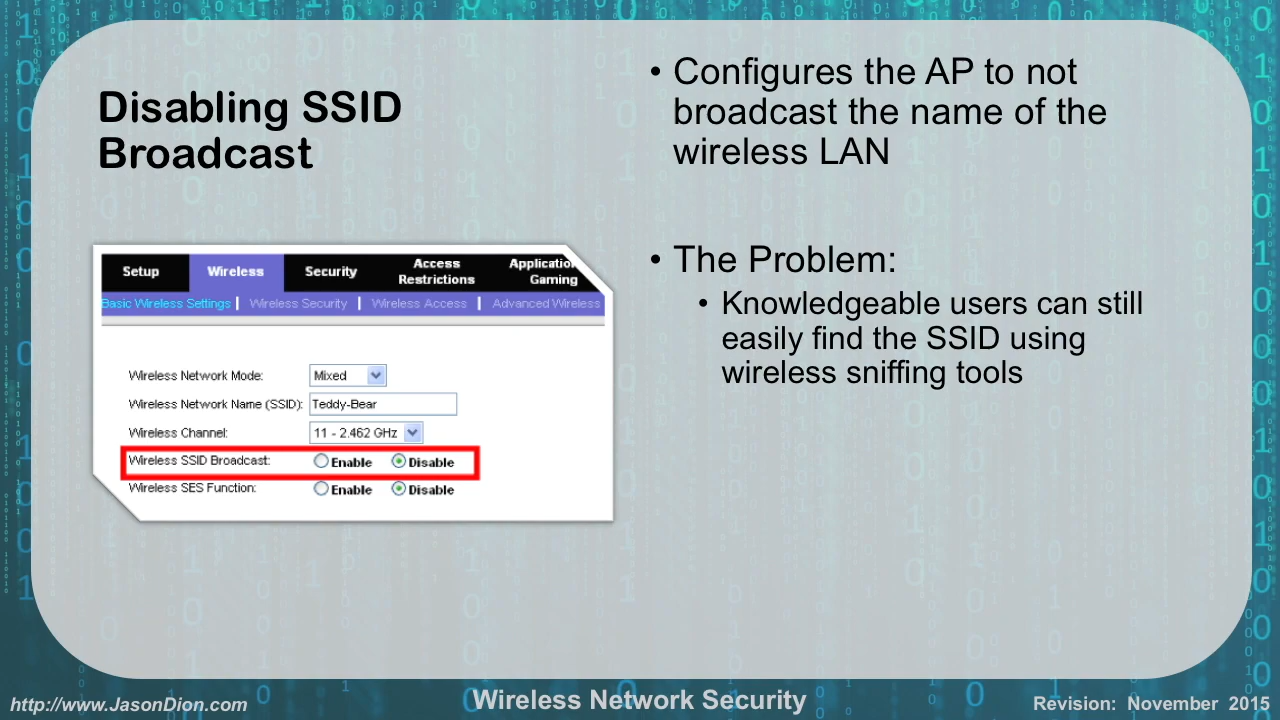 Disabling SSID
Broadcast
• Configures the AP to not
broadcast the name of the
wireless LAN
• The Problem:
• Knowledgeable users can still
easily find the SSID using
wireless sniffing tools
Setup Wireless Security Access Restrictions Gaming
Basic Wireless Settings | Wireless Security | Wireless Access | Advanced Wireless
Wireless Network Mode: Mixed
Wireless Network Name (SSID): Teddy-Bear
Wireless Channel: 11 - 2.462 GHz
Wireless SSID Broadcast: Enable Disable
Wireless SES Function: Enable Disable
http://www.JasonDion.com
Wireless Network Security
Revision: November 2015